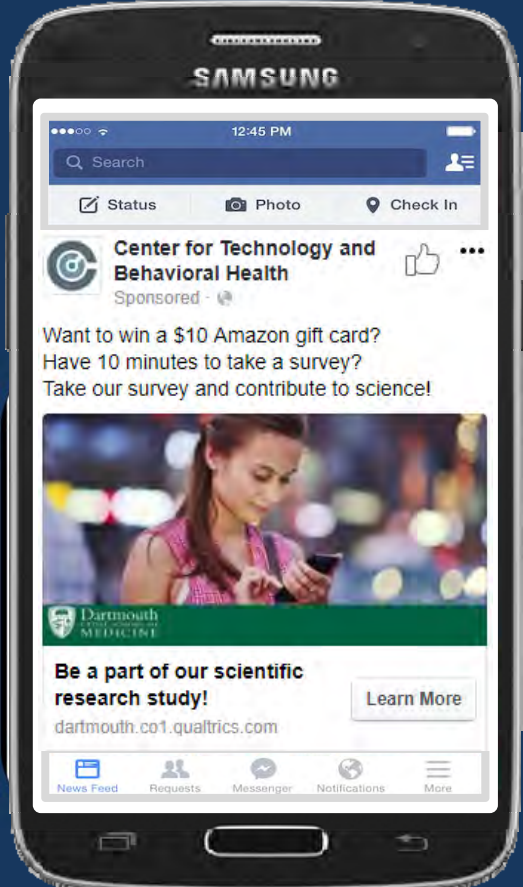 SAMSUNG
12:45 PM
Search
Status Photo Check In
Center for Technology and
Behavioral Health
Sponsored ·
Want to win a $10 Amazon gift card?
Have 10 minutes to take a survey?
Take our survey and contribute to science!
Dartmouth
MEDICINE
Be a part of our scientific
research study!
Learn More
dartmouth.co1.qualtrics.com
News Feed Requests Messenger Notifications More